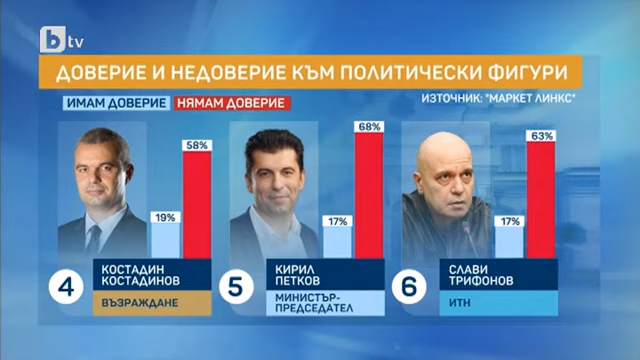 btv
ДОВЕРИЕ И НЕДОВЕРИЕ КЪМ ПОЛИТИЧЕСКИ ФИГУРИ
ИМАМ ДОВЕРИЕ НЯМАМ ДОВЕРИЕ ИЗТОЧНИК: "МАРКЕТ ЛИНКС"
19% 58%
17% 68%
17% 63%
4 КОСТАДИН
КОСТАДИНОВ
ВЪЗРАЖДАНЕ
5 КИРИЛ
ПЕТКОВ
МИНИСТЪР-
ПРЕДСЕДАТЕЛ
6 СЛАВИ
ТРИФОНОВ
ИТН